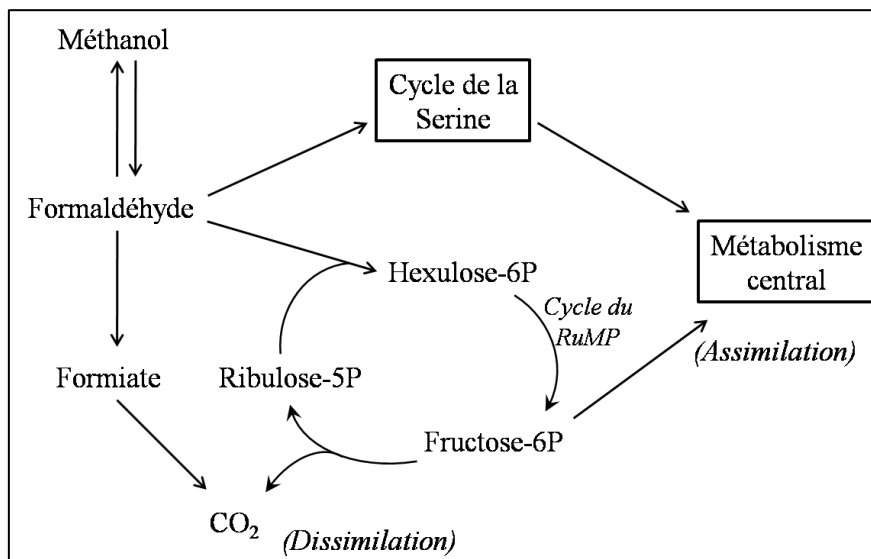 Méthanol
Cycle de la
Serine
Formaldéhyde
Métabolisme
central
Hexulose-6P
Cycle du
RuMP
(Assimilation)
Formiate
Ribulose-5P
Fructose-6P
CO₂
(Dissimilation)